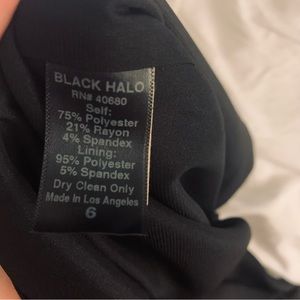 BLACK HALO
RN# 40680
Self:
75% Polyester
21% Rayon
4% Spandex
Lining:
95% Polyester
5% Spandex
Dry Clean Only
Made In Los Angeles
6